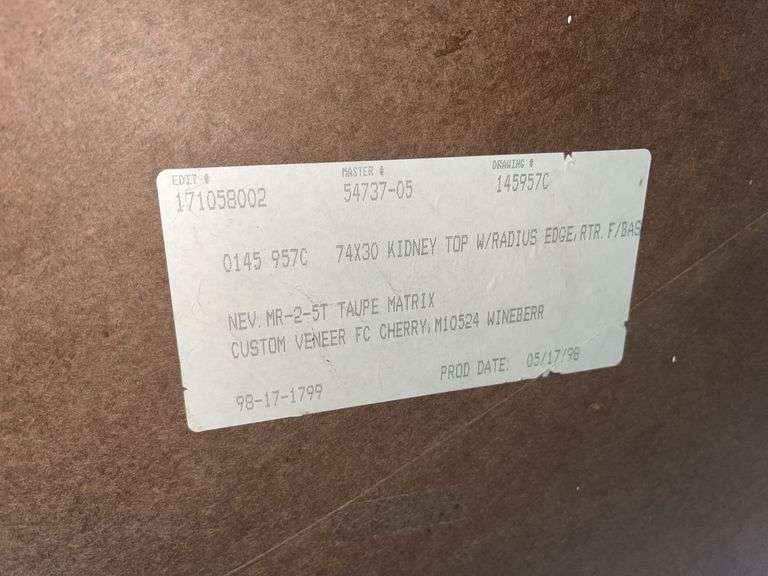 EDIT # MASTER # DRAWING #
171058002 54737-05 145957C
0145 957C 74X30 KIDNEY TOP W/RADIUS EDGE,RTR.F/BAS
NEV.MR-2-5T TAUPE MATRIX
CUSTOM VENEER FC CHERRY,M10524 WINEBERR
98-17-1799 PROD DATE: 05/17/98